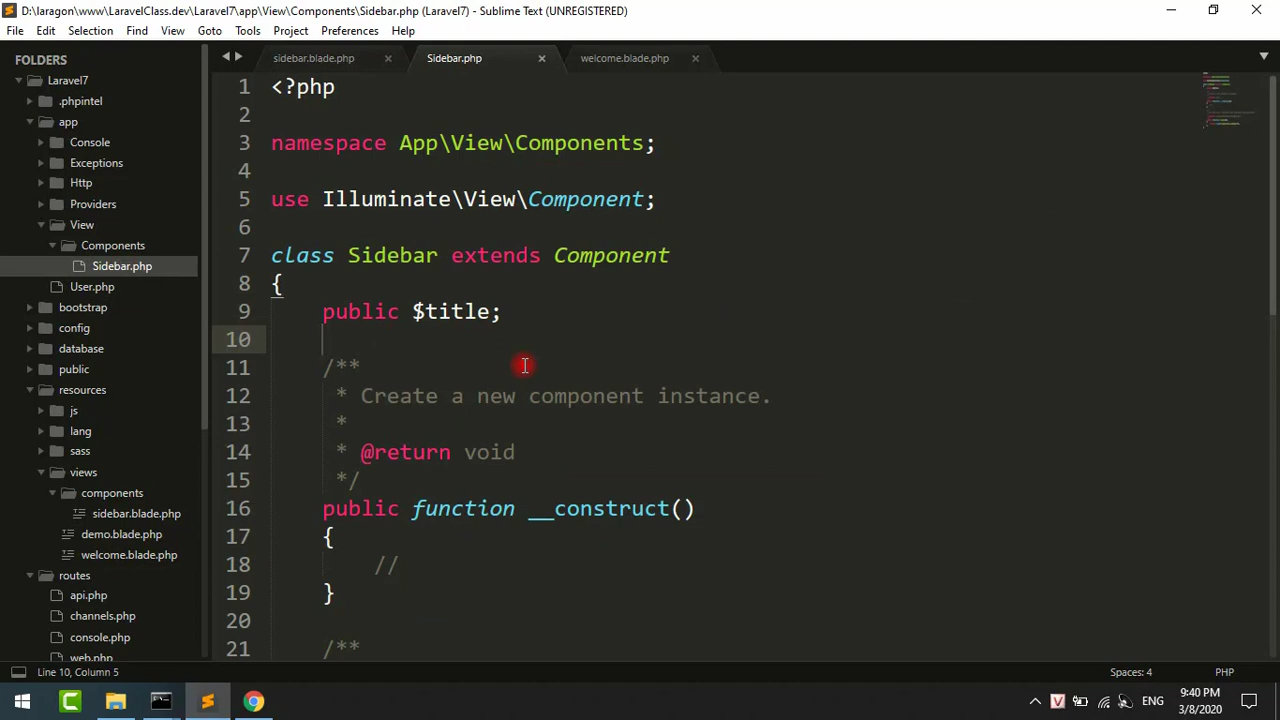 D:\laragon\www\LaravelClass.dev\Laravel7\app\View\Components\Sidebar.php (Laravel7) - Sublime Text (UNREGISTERED)
File Edit Selection Find View Goto Tools Project Preferences Help
FOLDERS
Laravel7
.phpintel
app
Console
Exceptions
Http
Providers
View
Components
Sidebar.php
User.php
bootstrap
config
database
public
resources
js
lang
sass
views
components
sidebar.blade.php
demo.blade.php
welcome.blade.php
routes
api.php
channels.php
console.php
web.php
sidebar.blade.php Sidebar.php welcome.blade.php
1 <?php
2
3 namespace App\View\Components;
4
5 use Illuminate\View\Component;
6
7 class Sidebar extends Component
8 {
9 public $title;
10
11 /**
12 * Create a new component instance.
13 *
14 * @return void
15 */
16 public function __construct()
17 {
18 //
19 }
20
21 /**
Line 10, Column 5 Spaces: 4 PHP
V ENG 9:40 PM
3/8/2020